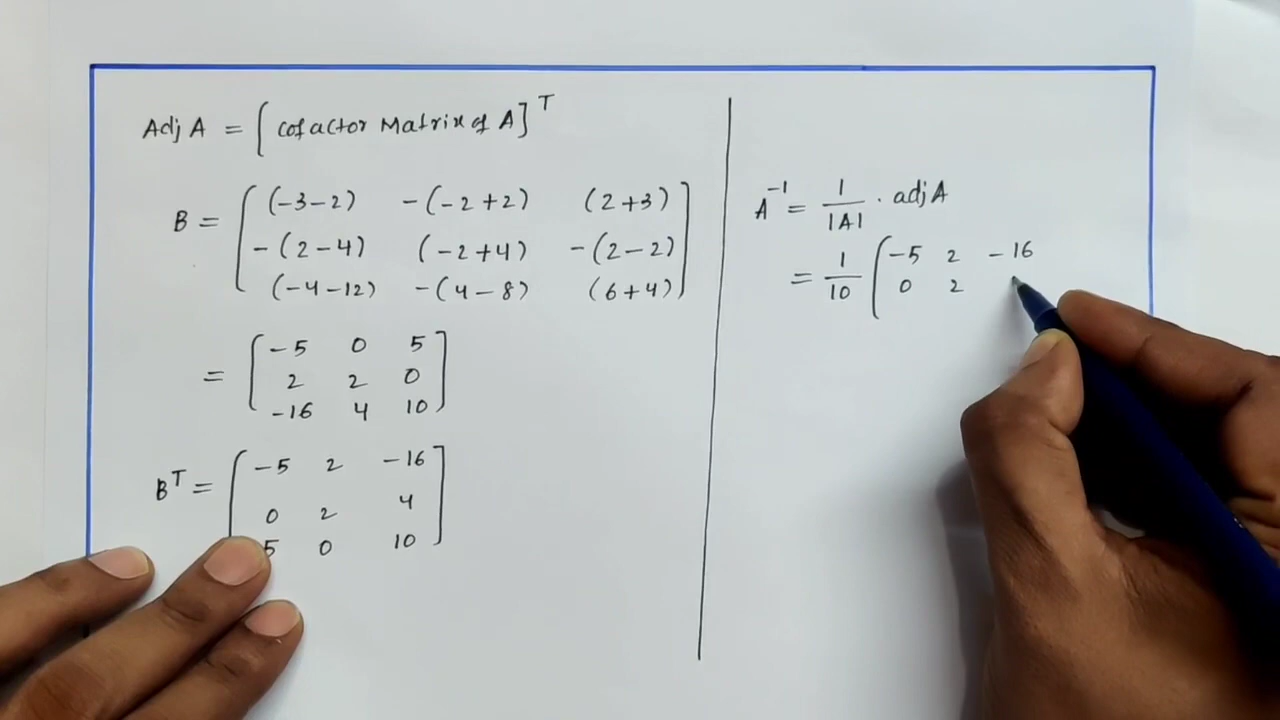 Adj A = [cofactor Matrix of A]^T
B = [(-3-2) -(-2+2) (2+3)
-(2-4) (-2+4) -(2-2)
(-4-12) -(4-8) (6+4)]
= [-5 0 5
2 2 0
-16 4 10]
B^T = [-5 2 -16
0 2 4
5 0 10]
A^-1 = 1/|A| . adj A
= 1/10 [-5 2 -16
0 2